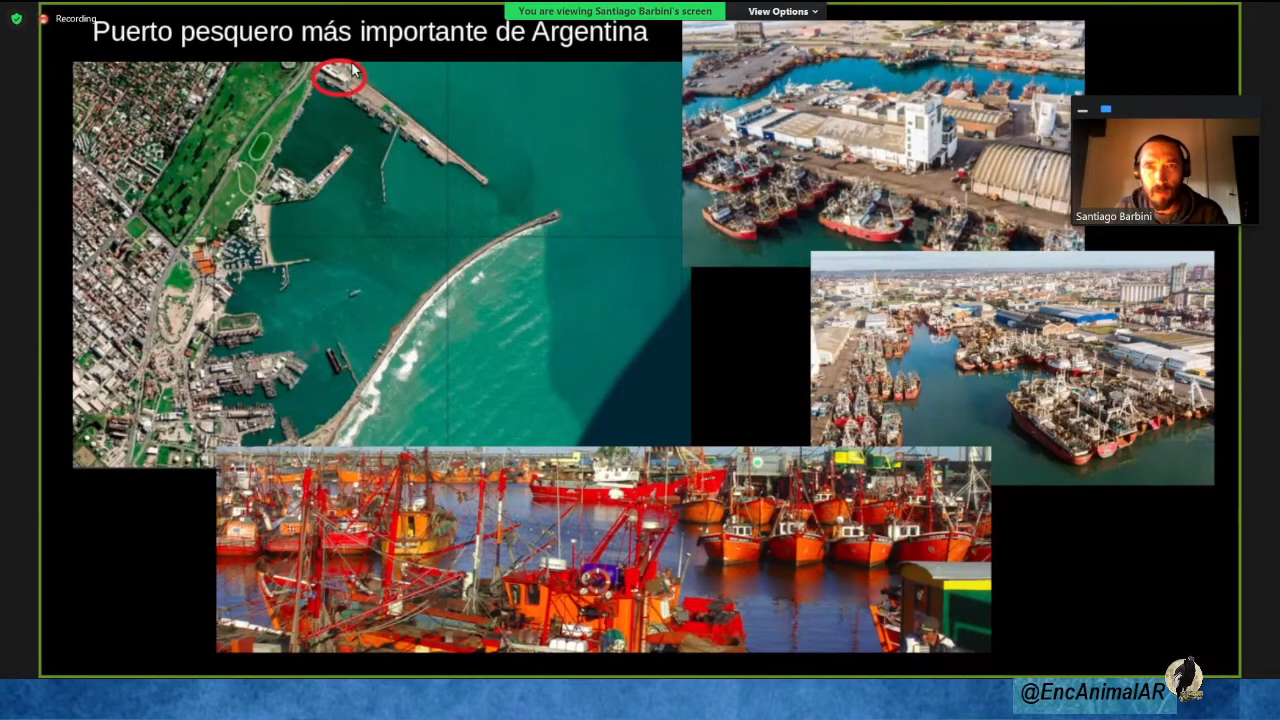 Recording
You are viewing Santiago Barbini's screen
View Options
Puerto pesquero más importante de Argentina
Santiago Barbini
@EncAnimalAR